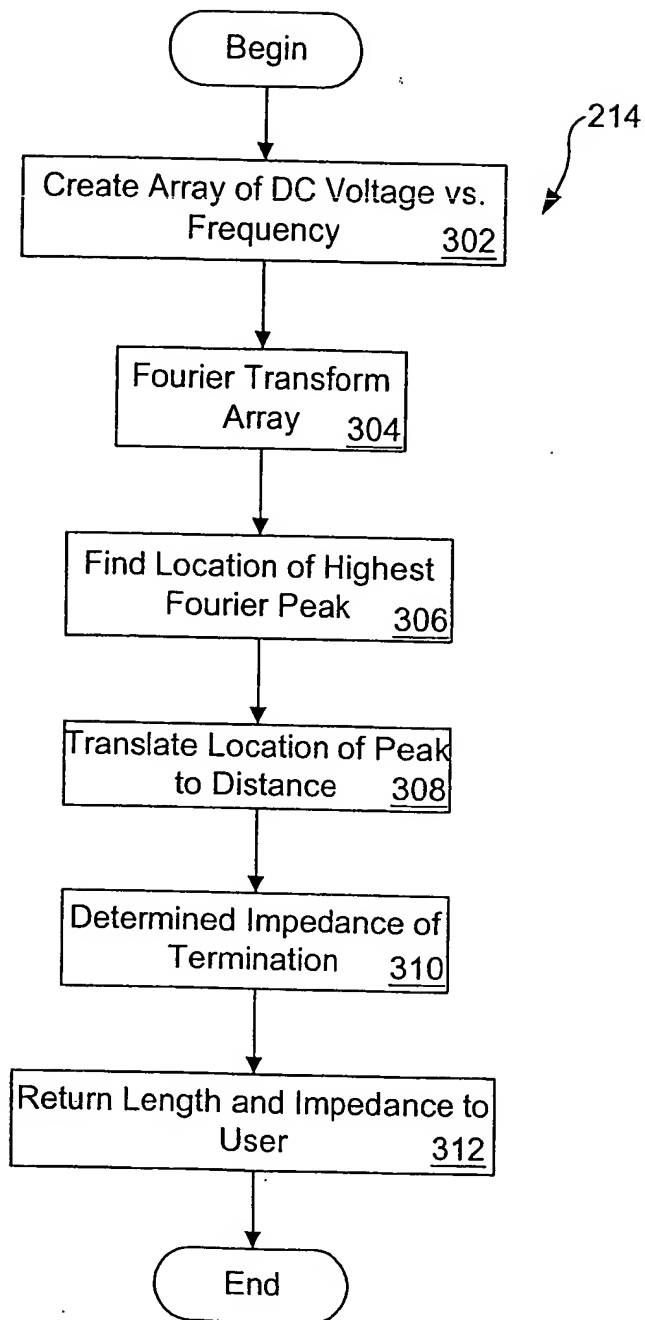 Begin
214
Create Array of DC Voltage vs.
Frequency 302
Fourier Transform
Array 304
Find Location of Highest
Fourier Peak 306
Translate Location of Peak
to Distance 308
Determined Impedance of
Termination 310
Return Length and Impedance to
User 312
End